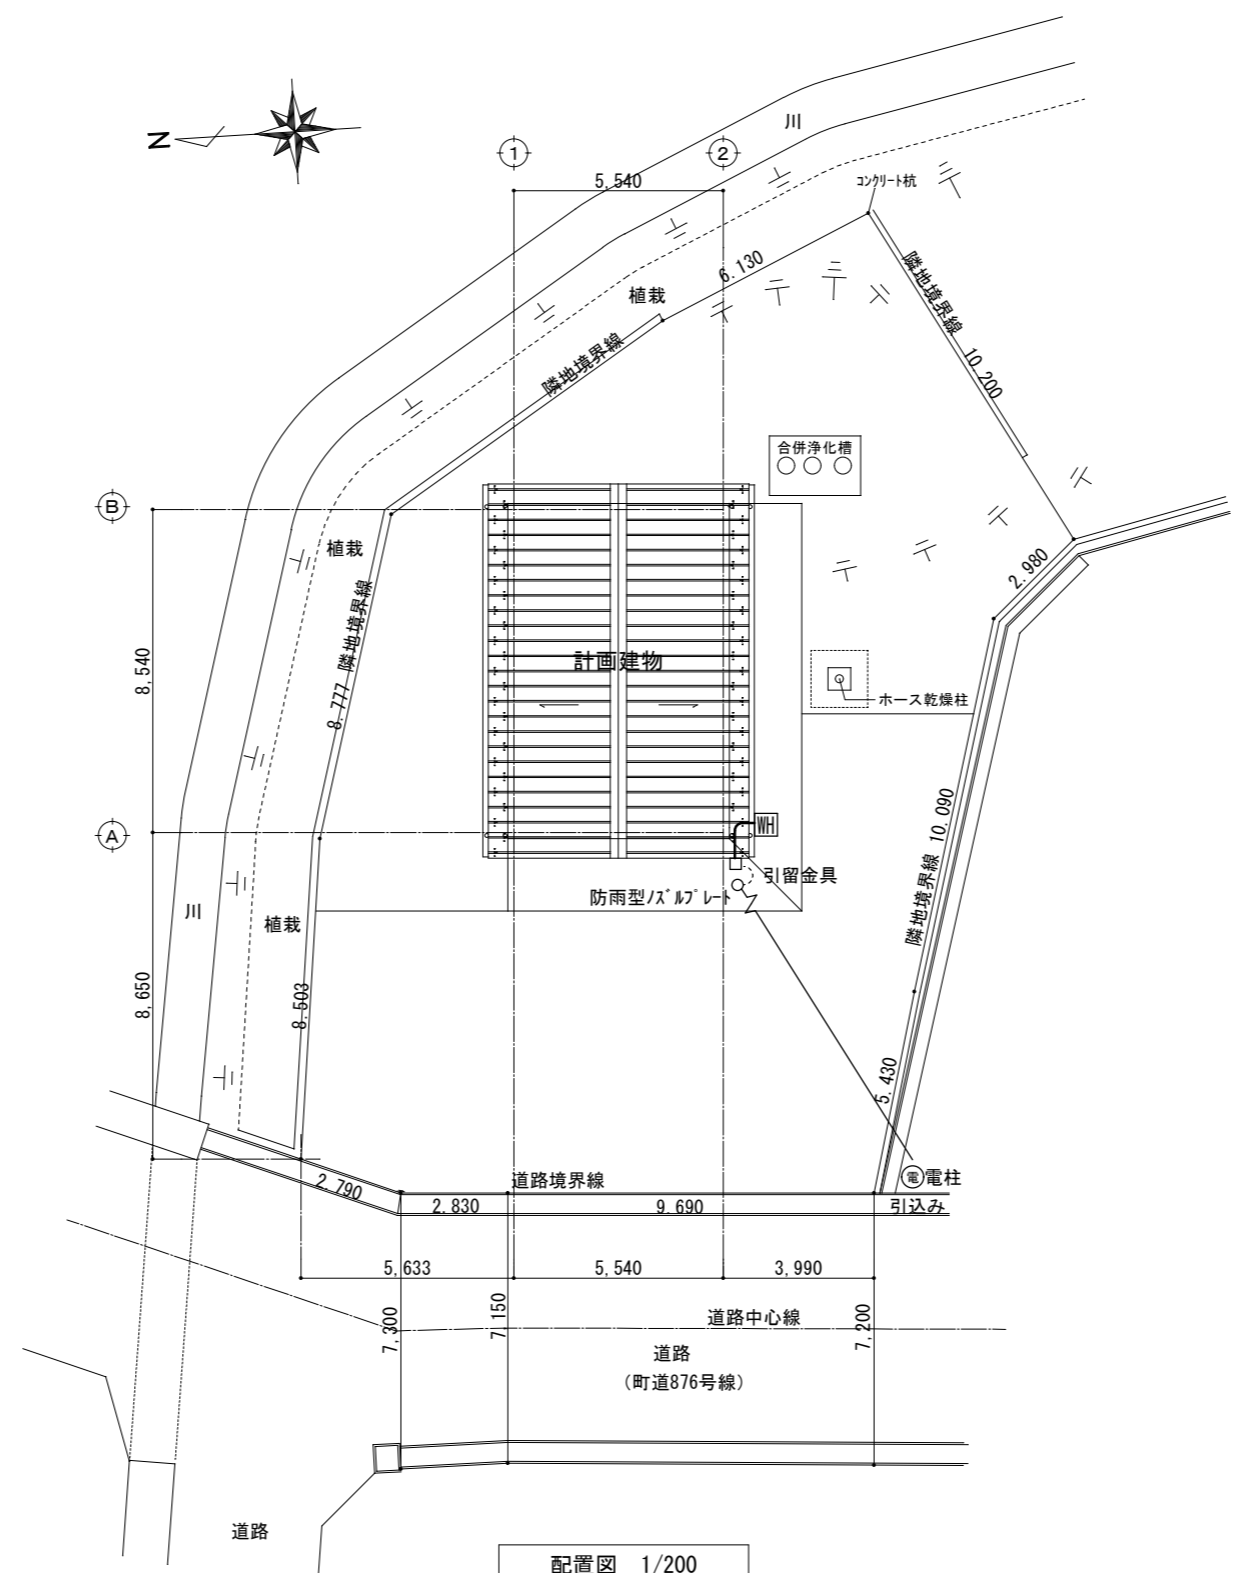 川
N
1
2
5,540
コンクリート杭
6.130
隣地境界線 10.200
植栽
隣地境界線
合併浄化槽
B
植栽
2.980
8.777 隣地境界線
8,540
計画建物
ホース乾燥柱
WH
A
隣地境界線 10.090
引留金具
防雨型ノズルプレート
川
植栽
8,650
8.503
5.430
電 電柱
道路境界線
2.790
2.830
9.690
引込み
5,633
5,540
3,990
7,300
7,150
7,200
道路中心線
道路
(町道876号線)
道路
配置図 1/200